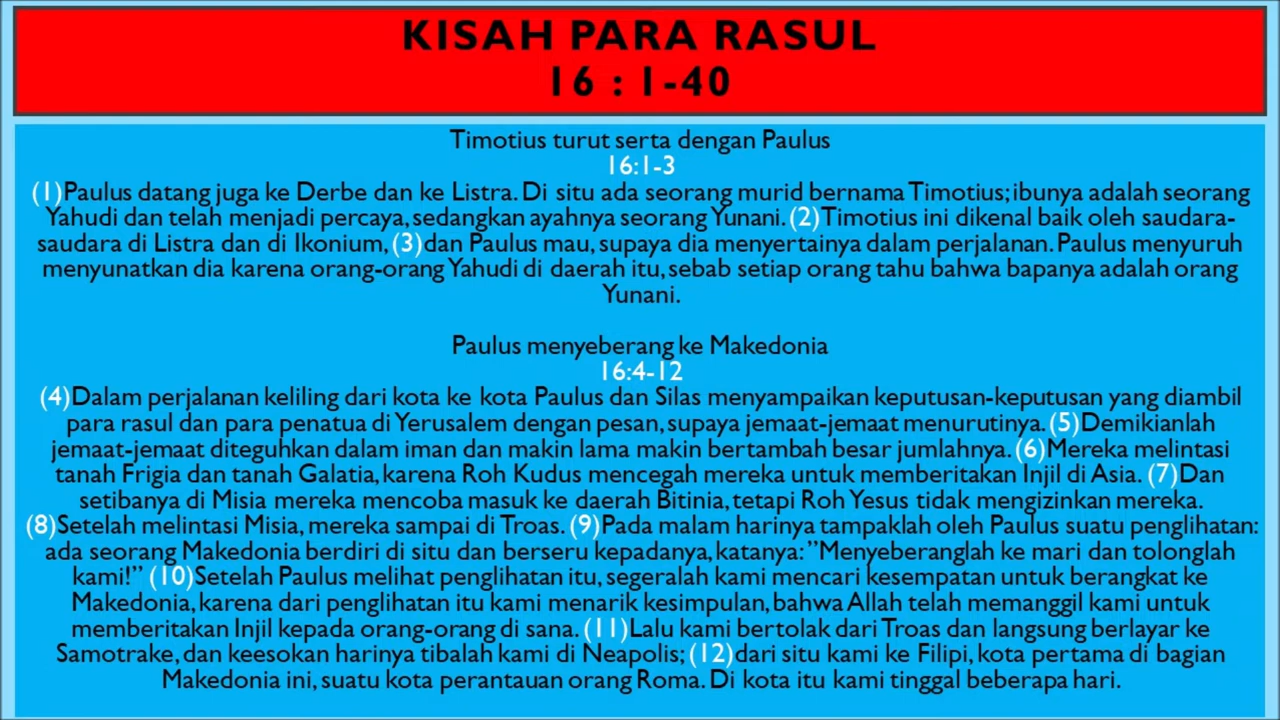 KISAH PARA RASUL
16 : 1-40
Timotius turut serta dengan Paulus
16:1-3
(1)Paulus datang juga ke Derbe dan ke Listra. Di situ ada seorang murid bernama Timotius; ibunya adalah seorang
Yahudi dan telah menjadi percaya, sedangkan ayahnya seorang Yunani. (2)Timotius ini dikenal baik oleh saudara-
saudara di Listra dan di Ikonium, (3)dan Paulus mau, supaya dia menyertainya dalam perjalanan. Paulus menyuruh
menyunatkan dia karena orang-orang Yahudi di daerah itu, sebab setiap orang tahu bahwa bapanya adalah orang
Yunani.
Paulus menyeberang ke Makedonia
16:4-12
(4)Dalam perjalanan keliling dari kota ke kota Paulus dan Silas menyampaikan keputusan-keputusan yang diambil
para rasul dan para penatua di Yerusalem dengan pesan, supaya jemaat-jemaat menurutinya. (5)Demikianlah
jemaat-jemaat diteguhkan dalam iman dan makin lama makin bertambah besar jumlahnya. (6)Mereka melintasi
tanah Frigia dan tanah Galatia, karena Roh Kudus mencegah mereka untuk memberitakan Injil di Asia. (7)Dan
setibanya di Misia mereka mencoba masuk ke daerah Bitinia, tetapi Roh Yesus tidak mengizinkan mereka.
(8)Setelah melintasi Misia, mereka sampai di Troas. (9)Pada malam harinya tampaklah oleh Paulus suatu penglihatan:
ada seorang Makedonia berdiri di situ dan berseru kepadanya, katanya: ”Menyeberanglah ke mari dan tolonglah
kami!” (10)Setelah Paulus melihat penglihatan itu, segeralah kami mencari kesempatan untuk berangkat ke
Makedonia, karena dari penglihatan itu kami menarik kesimpulan, bahwa Allah telah memanggil kami untuk
memberitakan Injil kepada orang-orang di sana. (11)Lalu kami bertolak dari Troas dan langsung berlayar ke
Samotrake, dan keesokan harinya tibalah kami di Neapolis; (12)dari situ kami ke Filipi, kota pertama di bagian
Makedonia ini, suatu kota perantauan orang Roma. Di kota itu kami tinggal beberapa hari.